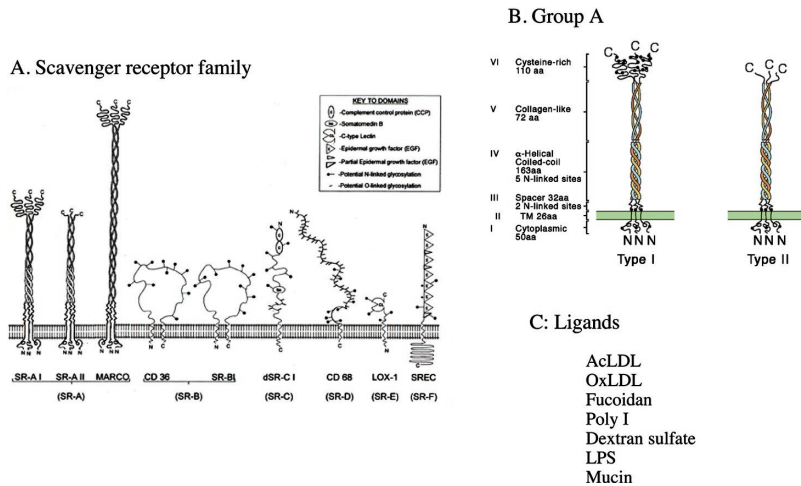 A. Scavenger receptor family
KEY TO DOMAINS
-Complement control protein (CCP)
-Somatomedin B
-C-type Lectin
-Epidermal growth factor (EGF)
-Partial Epidermal growth factor (EGF)
-Potential N-linked glycosylation
-Potential O-linked glycosylation
SR-A I SR-A II MARCO CD 36 SR-BI dSR-C I CD 68 LOX-1 SREC
(SR-A) (SR-B) (SR-C) (SR-D) (SR-E) (SR-F)
B. Group A
C C C
C C C
VI Cysteine-rich
110 aa
V Collagen-like
72 aa
IV α-Helical
Coiled-coil
163aa
5 N-linked sites
III Spacer 32aa
2 N-linked sites
II TM 26aa
I Cytoplasmic
50aa
N N N
Type I
N N N
Type II
C: Ligands
AcLDL
OxLDL
Fucoidan
Poly I
Dextran sulfate
LPS
Mucin